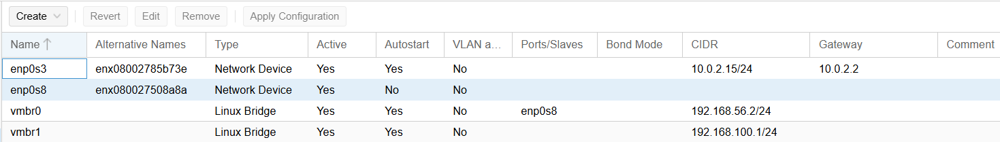 Create Revert Edit Remove Apply Configuration
Name Alternative Names Type Active Autostart VLAN a... Ports/Slaves Bond Mode CIDR Gateway Comment
enp0s3 enx08002785b73e Network Device Yes Yes No 10.0.2.15/24 10.0.2.2
enp0s8 enx080027508a8a Network Device Yes No No
vmbr0 Linux Bridge Yes Yes No enp0s8 192.168.56.2/24
vmbr1 Linux Bridge Yes Yes No 192.168.100.1/24